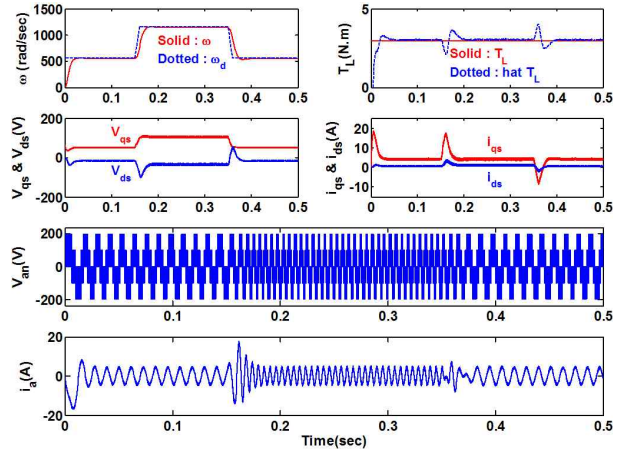 1500
1000
500
0
ω (rad/sec)
Solid : ω
Dotted : ω_d
0 0.1 0.2 0.3 0.4 0.5
5
4
3
2
1
0
T_L(N.m)
Solid : T_L
Dotted : hat T_L
0 0.1 0.2 0.3 0.4 0.5
200
0
-200
V_qs & V_ds(V)
V_qs
V_ds
0 0.1 0.2 0.3 0.4 0.5
20
10
0
-10
i_qs & i_ds(A)
i_qs
i_ds
0 0.1 0.2 0.3 0.4 0.5
200
0
-200
V_an(V)
0 0.1 0.2 0.3 0.4 0.5
20
0
-20
i_a(A)
0 0.1 0.2 0.3 0.4 0.5
Time(sec)